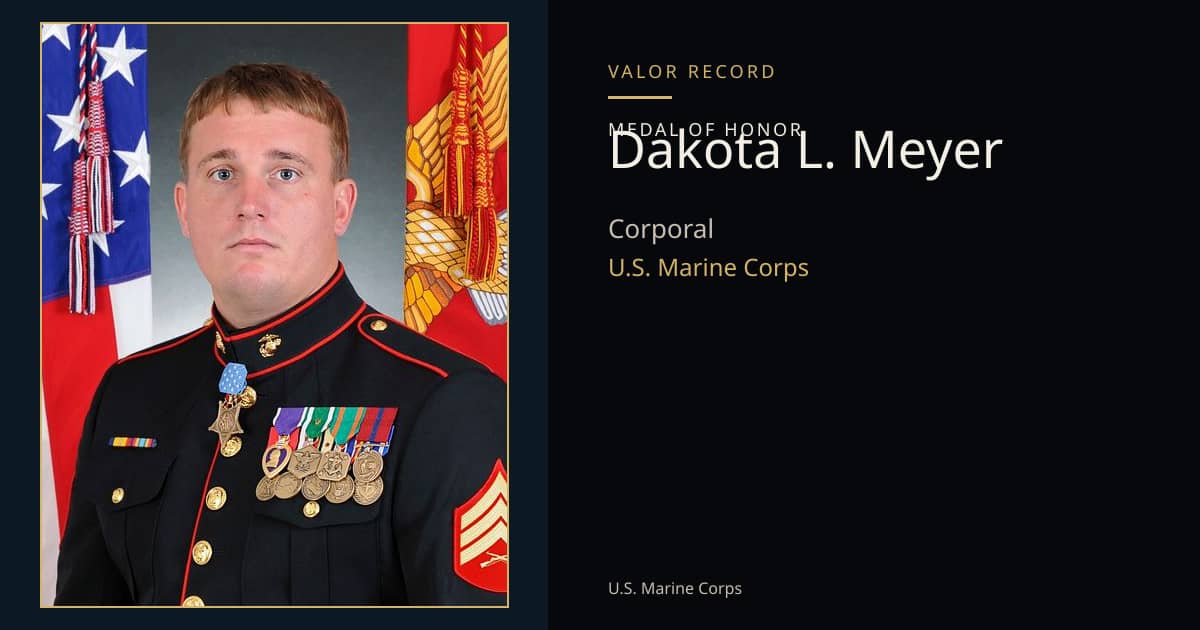 VALOR RECORD
MEDAL OF HONOR
Dakota L. Meyer
Corporal
U.S. Marine Corps
U.S. Marine Corps